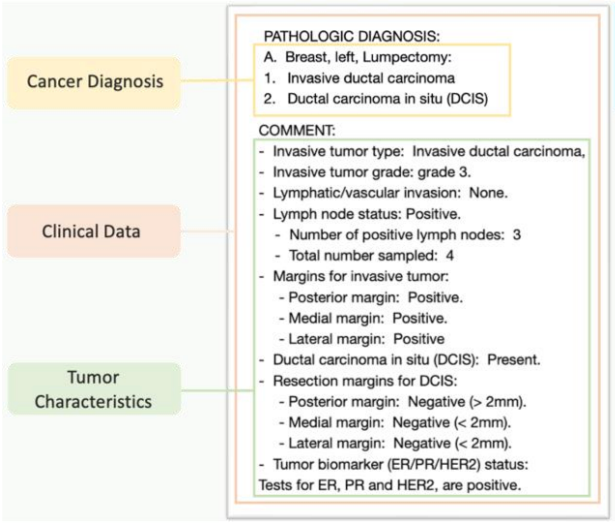 Cancer Diagnosis
Clinical Data
Tumor
Characteristics
PATHOLOGIC DIAGNOSIS:
A. Breast, left, Lumpectomy:
1. Invasive ductal carcinoma
2. Ductal carcinoma in situ (DCIS)
COMMENT:
- Invasive tumor type: Invasive ductal carcinoma,
- Invasive tumor grade: grade 3.
- Lymphatic/vascular invasion: None.
- Lymph node status: Positive.
- Number of positive lymph nodes: 3
- Total number sampled: 4
- Margins for invasive tumor:
- Posterior margin: Positive.
- Medial margin: Positive.
- Lateral margin: Positive
- Ductal carcinoma in situ (DCIS): Present.
- Resection margins for DCIS:
- Posterior margin: Negative (> 2mm).
- Medial margin: Negative (< 2mm).
- Lateral margin: Negative (< 2mm).
- Tumor biomarker (ER/PR/HER2) status:
Tests for ER, PR and HER2, are positive.